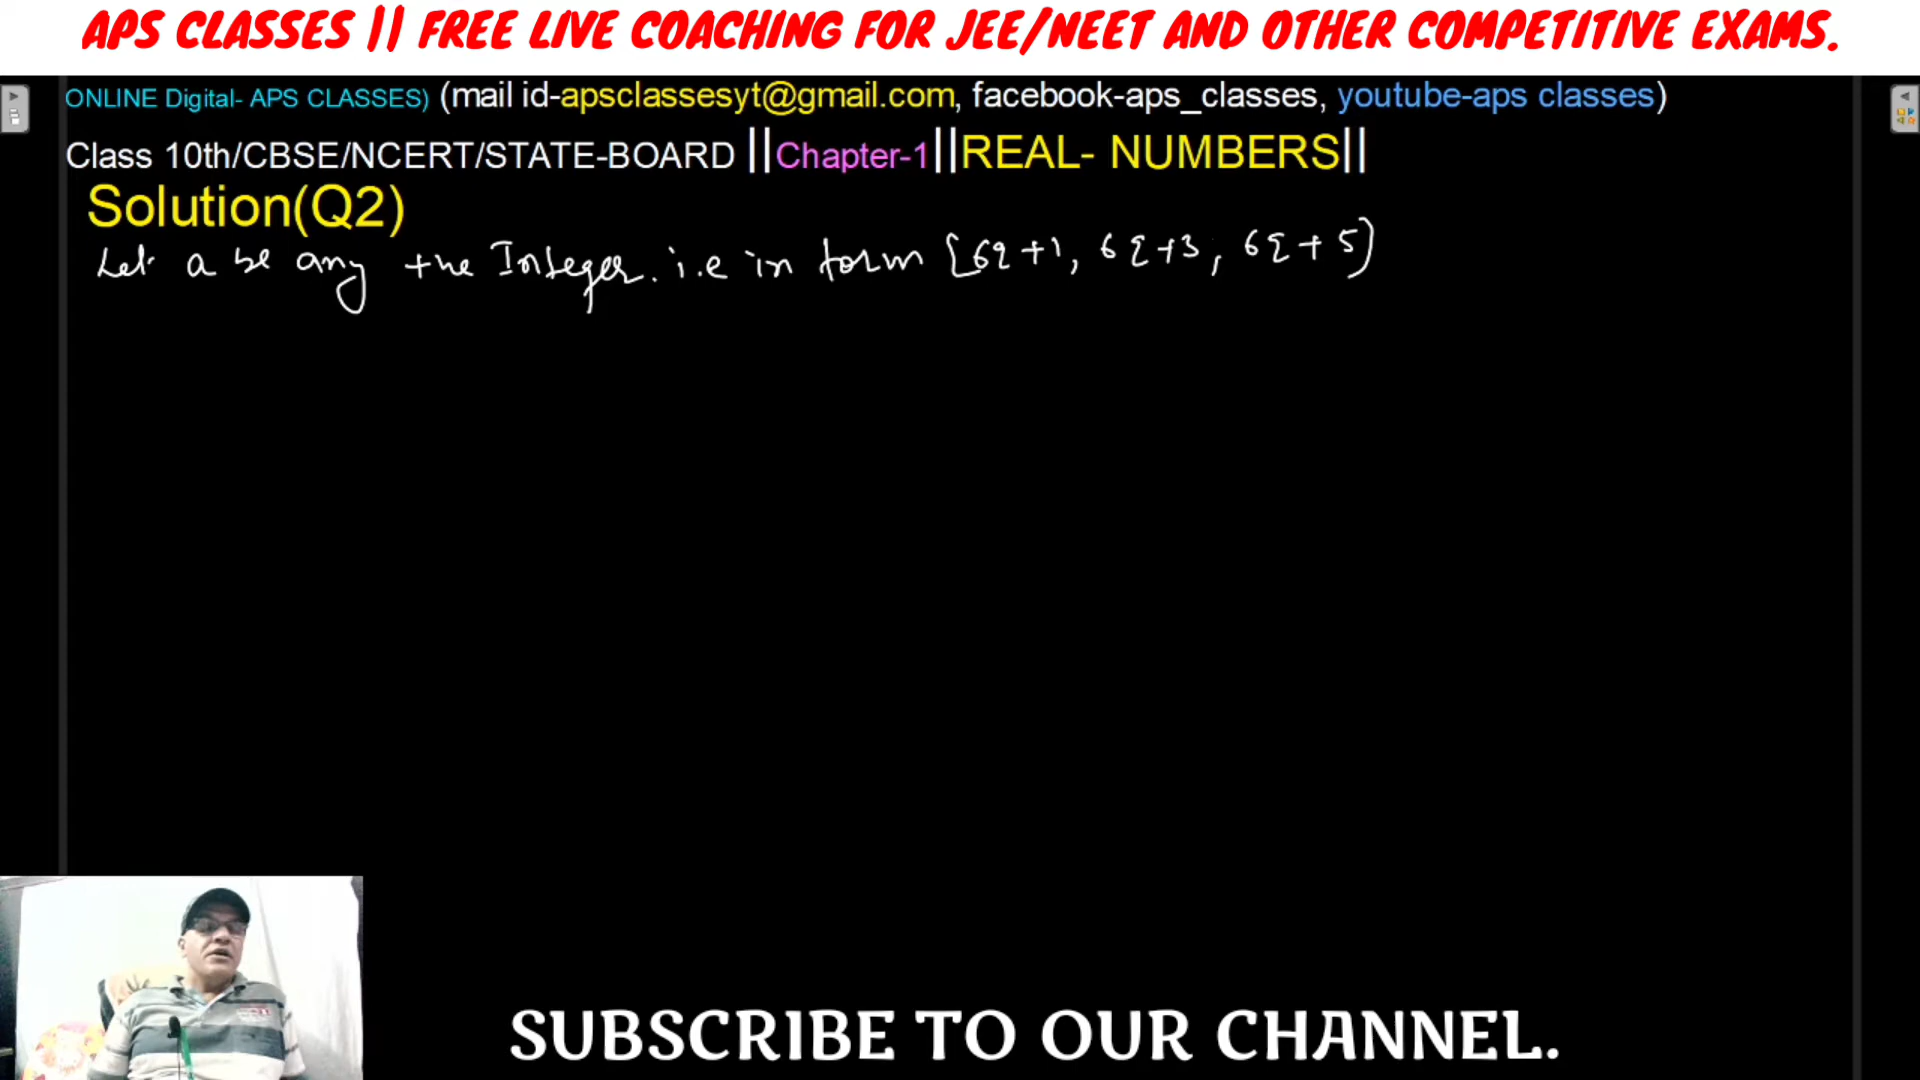 APS CLASSES || FREE LIVE COACHING FOR JEE/NEET AND OTHER COMPETITIVE EXAMS.
ONLINE Digital- APS CLASSES) (mail id-apsclassesyt@gmail.com, facebook-aps_classes, youtube-aps classes)
Class 10th/CBSE/NCERT/STATE-BOARD ||Chapter-1||REAL- NUMBERS||
Solution(Q2)
Let a be any +ve Integer. i.e in form [6q+1, 6q+3, 6q+5)
SUBSCRIBE TO OUR CHANNEL.